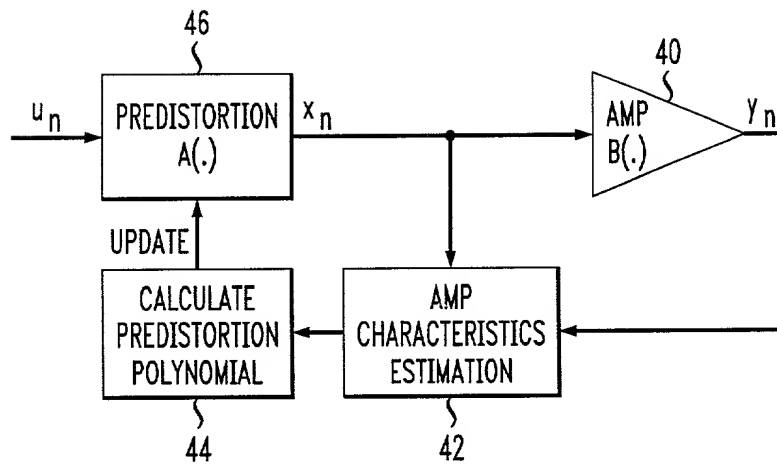 46
40
u_n
PREDISTORTION
A(.)
x_n
AMP
B(.)
y_n
UPDATE
CALCULATE
PREDISTORTION
POLYNOMIAL
AMP
CHARACTERISTICS
ESTIMATION
44
42